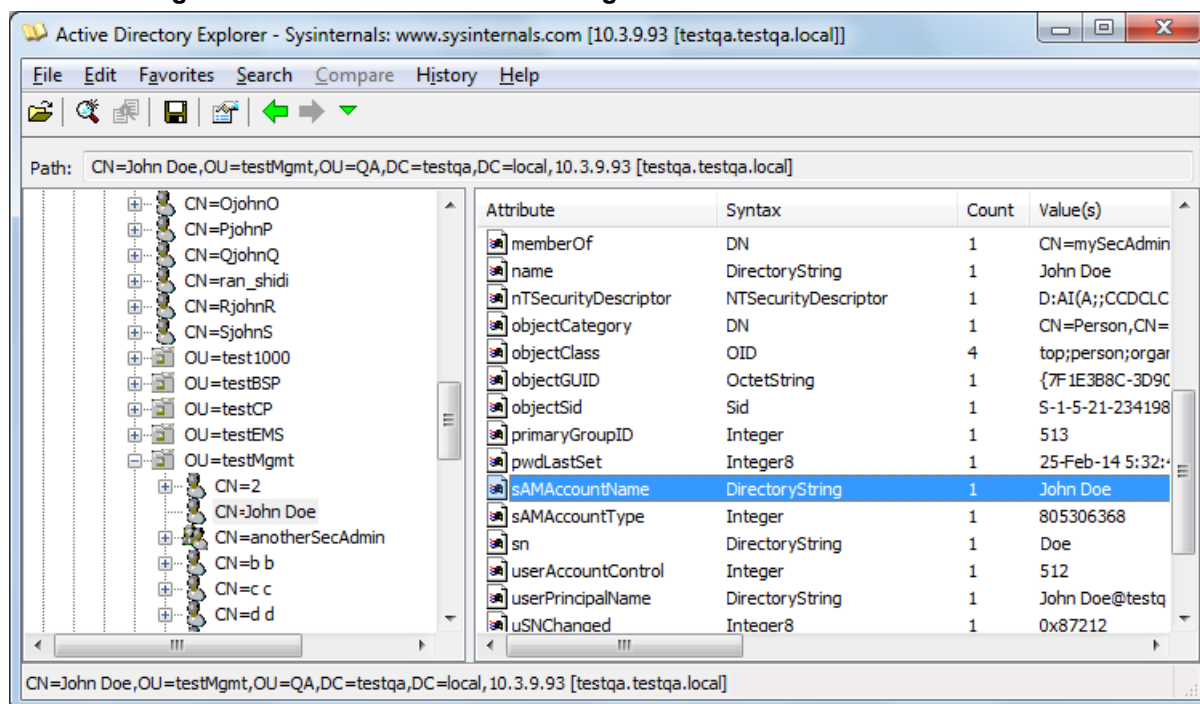 Active Directory Explorer - Sysinternals: www.sysinternals.com [10.3.9.93 [testqa.testqa.local]]
File Edit Favorites Search Compare History Help
Path: CN=John Doe,OU=testMgmt,OU=QA,DC=testqa,DC=local,10.3.9.93 [testqa.testqa.local]
CN=OjohnO
CN=PjohnP
CN=QjohnQ
CN=ran_shidi
CN=RjohnR
CN=SjohnS
OU=test1000
OU=testBSP
OU=testCP
OU=testEMS
OU=testMgmt
CN=2
CN=John Doe
CN=anotherSecAdmin
CN=b b
CN=c c
CN=d d
Attribute Syntax Count Value(s)
memberOf DN 1 CN=mySecAdmin
name DirectoryString 1 John Doe
nTSecurityDescriptor NTSecurityDescriptor 1 D:AI(A;;CCDCLC
objectCategory DN 1 CN=Person,CN=
objectClass OID 4 top;person;organ
objectGUID OctetString 1 {7F1E3B8C-3D90
objectSid Sid 1 S-1-5-21-234198
primaryGroupID Integer 1 513
pwdLastSet Integer8 1 25-Feb-14 5:32:4
sAMAccountName DirectoryString 1 John Doe
sAMAccountType Integer 1 805306368
sn DirectoryString 1 Doe
userAccountControl Integer 1 512
userPrincipalName DirectoryString 1 John Doe@testq
uSNChanged Integer8 1 0x87212
CN=John Doe,OU=testMgmt,OU=QA,DC=testqa,DC=local,10.3.9.93 [testqa.testqa.local]